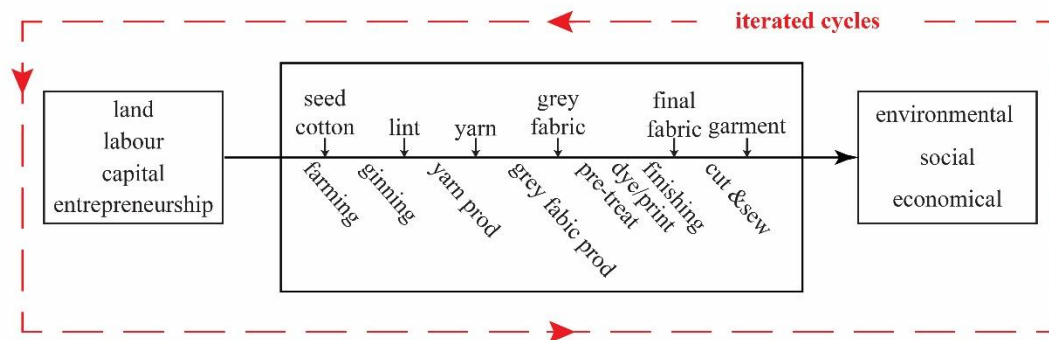 iterated cycles
land
labour
capital
entrepreneurship
seed
cotton
lint
yarn
grey
fabric
final
fabric
garment
farming
ginning
yarn prod
grey fabic prod
pre-treat
dye/print
finishing
cut &sew
environmental
social
economical